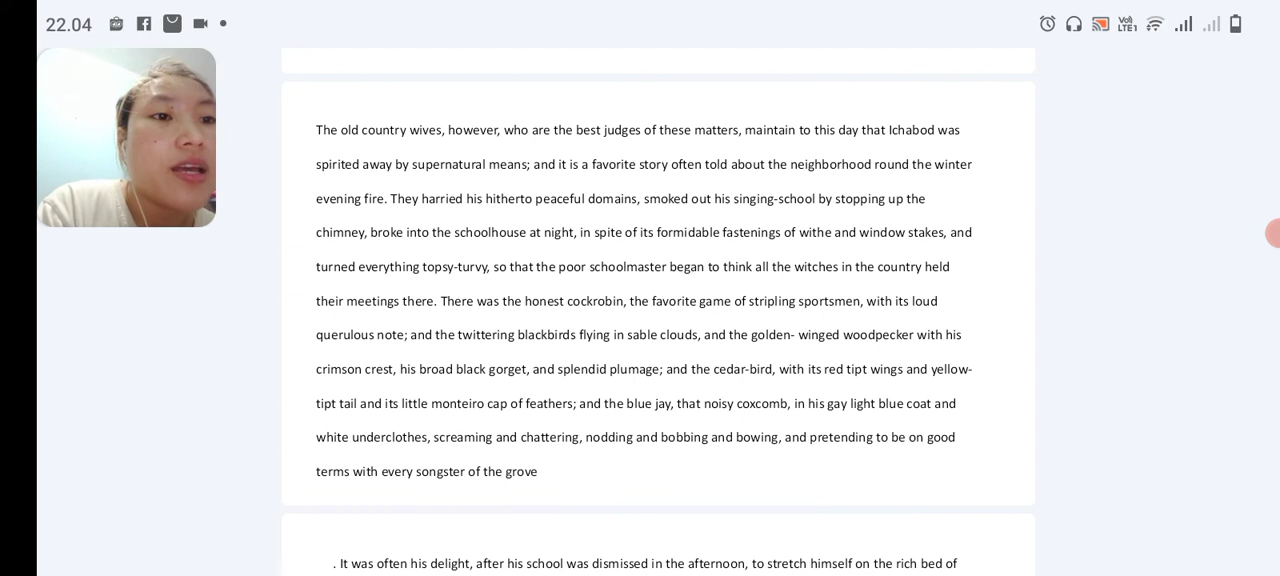 22.04
VoLTE1
The old country wives, however, who are the best judges of these matters, maintain to this day that Ichabod was
spirited away by supernatural means; and it is a favorite story often told about the neighborhood round the winter
evening fire. They harried his hitherto peaceful domains, smoked out his singing-school by stopping up the
chimney, broke into the schoolhouse at night, in spite of its formidable fastenings of withe and window stakes, and
turned everything topsy-turvy, so that the poor schoolmaster began to think all the witches in the country held
their meetings there. There was the honest cockrobin, the favorite game of stripling sportsmen, with its loud
querulous note; and the twittering blackbirds flying in sable clouds, and the golden- winged woodpecker with his
crimson crest, his broad black gorget, and splendid plumage; and the cedar-bird, with its red tipt wings and yellow-
tipt tail and its little monteiro cap of feathers; and the blue jay, that noisy coxcomb, in his gay light blue coat and
white underclothes, screaming and chattering, nodding and bobbing and bowing, and pretending to be on good
terms with every songster of the grove
. It was often his delight, after his school was dismissed in the afternoon, to stretch himself on the rich bed of